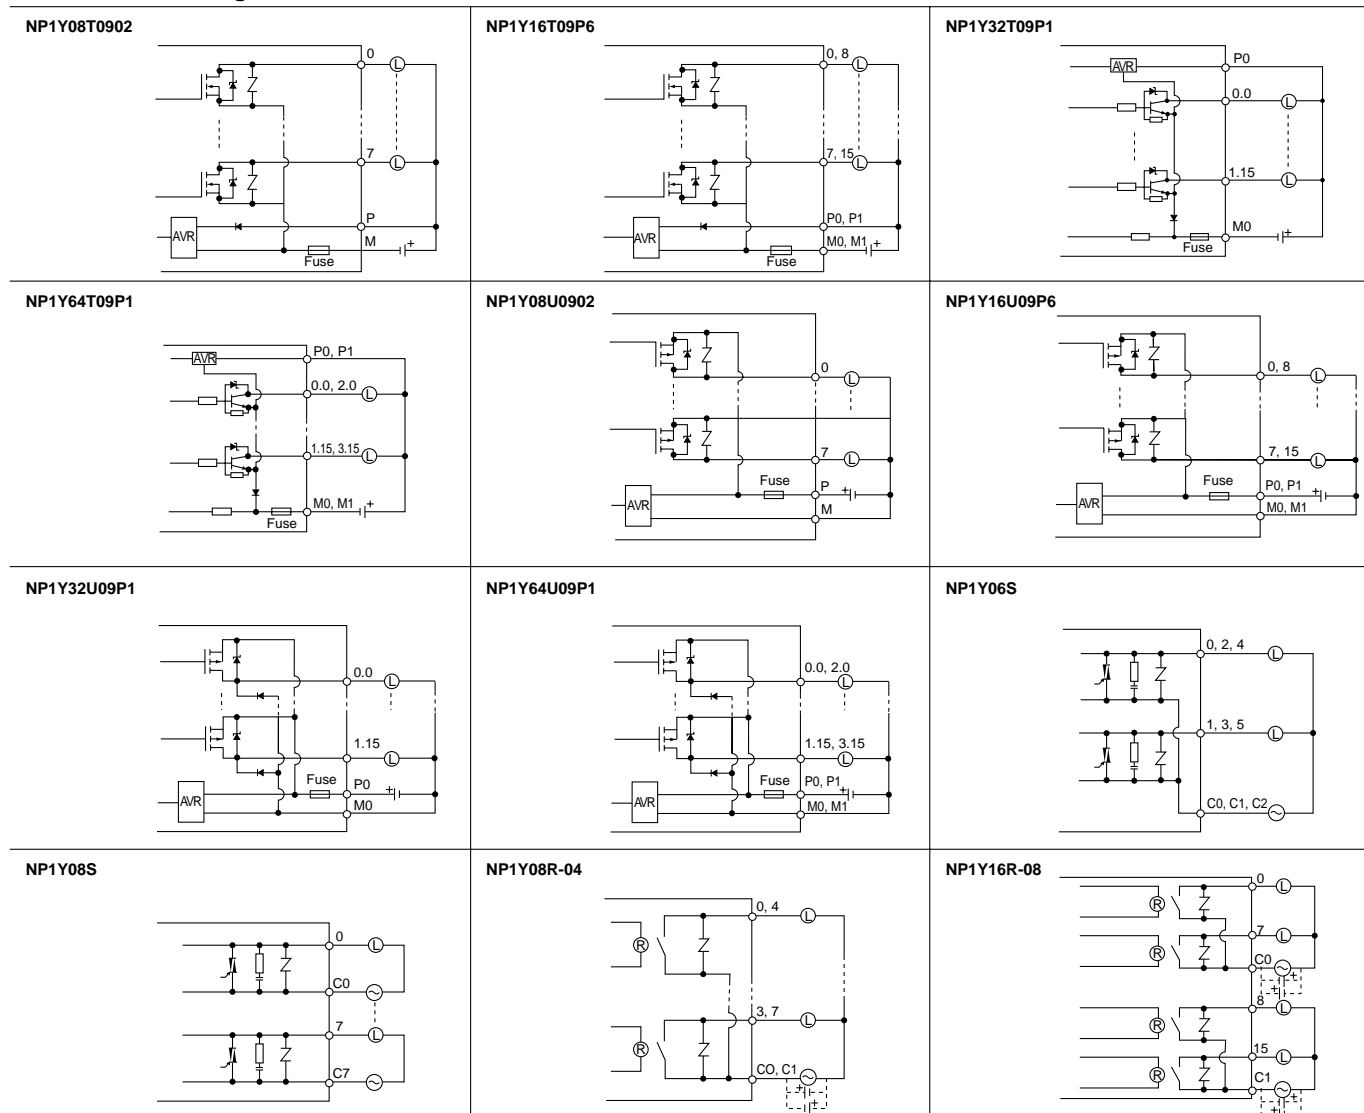 NP1Y08T0902
0
L
7
L
P
AVR
M
+
Fuse
NP1Y16T09P6
0, 8
L
7, 15
L
P0, P1
AVR
M0, M1
+
Fuse
NP1Y32T09P1
AVR
P0
0.0
L
1.15
L
M0
+
Fuse
NP1Y64T09P1
AVR
P0, P1
0.0, 2.0
L
1.15, 3.15
L
M0, M1
+
Fuse
NP1Y08U0902
0
L
7
L
Fuse
P
+
AVR
M
NP1Y16U09P6
0, 8
L
7, 15
L
Fuse
P0, P1
+
AVR
M0, M1
NP1Y32U09P1
0.0
L
1.15
L
Fuse
P0
+
AVR
M0
NP1Y64U09P1
0.0, 2.0
L
1.15, 3.15
L
Fuse
P0, P1
+
AVR
M0, M1
NP1Y06S
0, 2, 4
L
1, 3, 5
L
C0, C1, C2
NP1Y08S
0
L
C0
7
L
C7
NP1Y08R-04
0, 4
R
L
3, 7
R
L
CO, C1
+
+
NP1Y16R-08
0
R
L
7
R
L
C0
+
+
8
R
L
15
R
L
C1
+
+